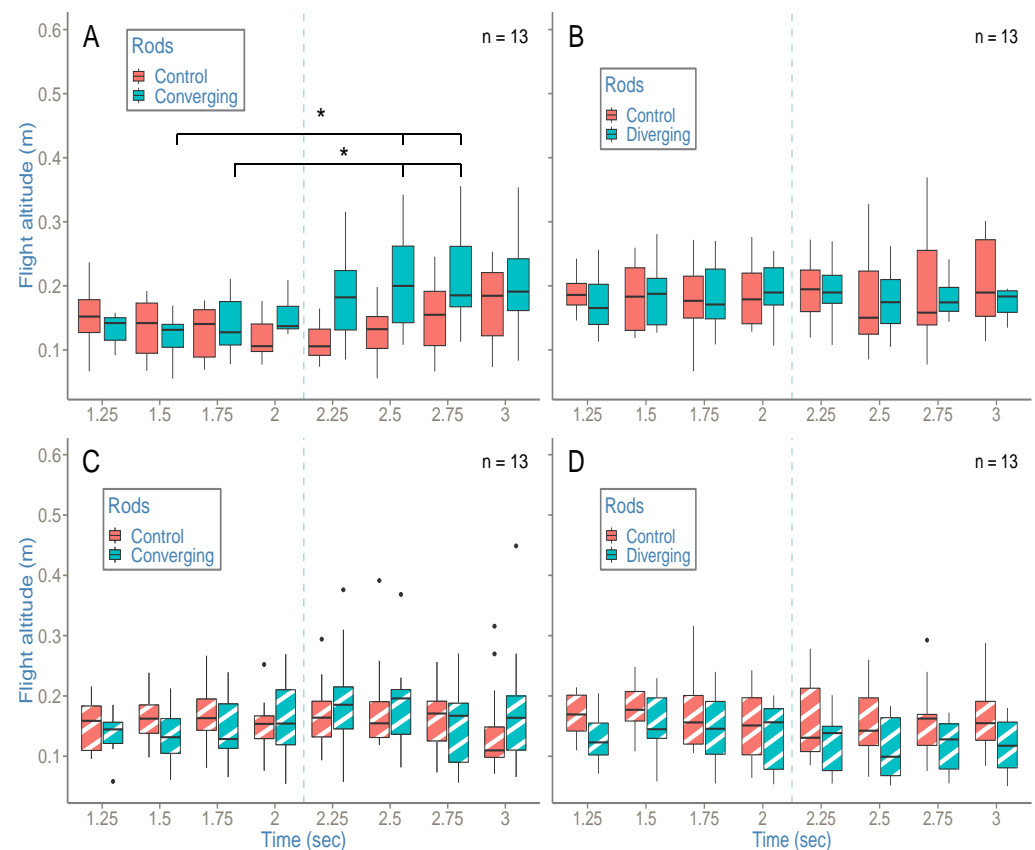 A
n = 13
Rods
Control
Converging
*
*
Flight altitude (m)
0.6
0.5
0.4
0.3
0.2
0.1
1.25 1.5 1.75 2 2.25 2.5 2.75 3
B
n = 13
Rods
Control
Diverging
1.25 1.5 1.75 2 2.25 2.5 2.75 3
C
n = 13
Rods
Control
Converging
Flight altitude (m)
0.6
0.5
0.4
0.3
0.2
0.1
1.25 1.5 1.75 2 2.25 2.5 2.75 3
Time (sec)
D
n = 13
Rods
Control
Diverging
1.25 1.5 1.75 2 2.25 2.5 2.75 3
Time (sec)